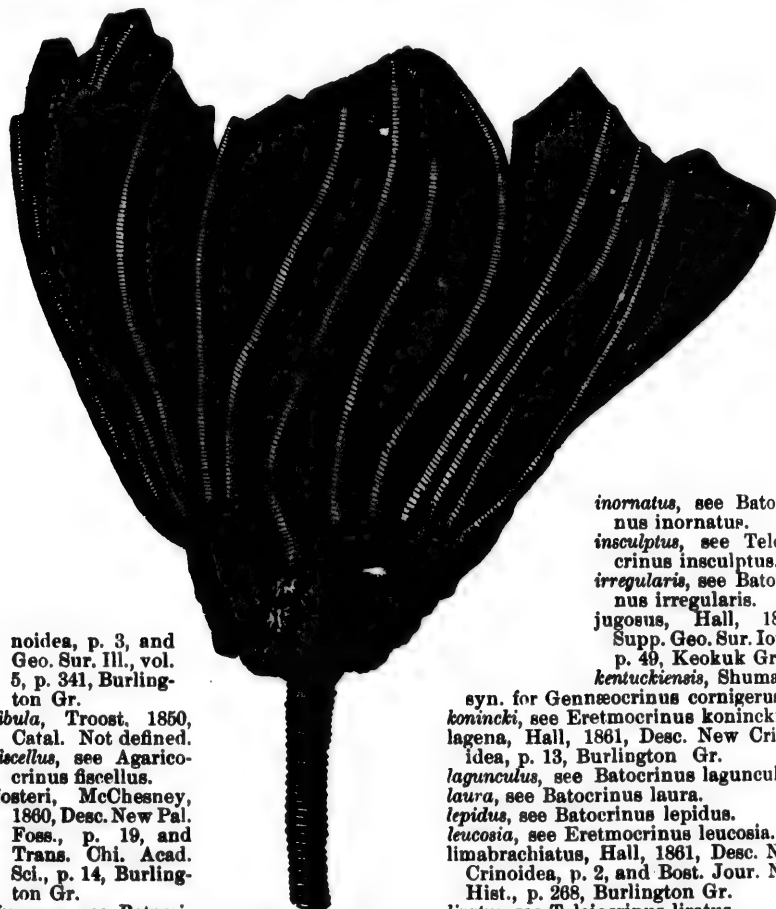 noidea, p. 3, and
Geo. Sur. Ill., vol.
5, p. 341, Burling-
ton Gr.
ibula, Troost, 1850,
Catal. Not defined.
iscellus, see Agarico-
crinus fiscellus.
osteri, McChesney,
1860, Desc. New Pal.
Foss., p. 19, and
Trans. Chi. Acad.
Sci., p. 14, Burling-
ton Gr.
inornatus, see Bato
nus inornatus.
insculptus, see Tele
crinus insculptus.
irregularis, see Bato
nus irregularis.
jugosus, Hall, 18
Supp. Geo. Sur. Io
p. 49, Keokuk Gr
kentuckiensis, Shuma
syn. for Gennæocrinus cornigerus
konincki, see Eretmocrinus koninck
lagena, Hall, 1861, Desc. New Cri
idea, p. 13, Burlington Gr.
lagunculus, see Batocrinus laguncul
laura, see Batocrinus laura.
lepidus, see Batocrinus lepidus.
leucosia, see Eretmocrinus leucosia.
limabrachiatus, Hall, 1861, Desc. N
Crinoidea, p. 2, and Bost. Jour. N
Hist., p. 268, Burlington Gr.